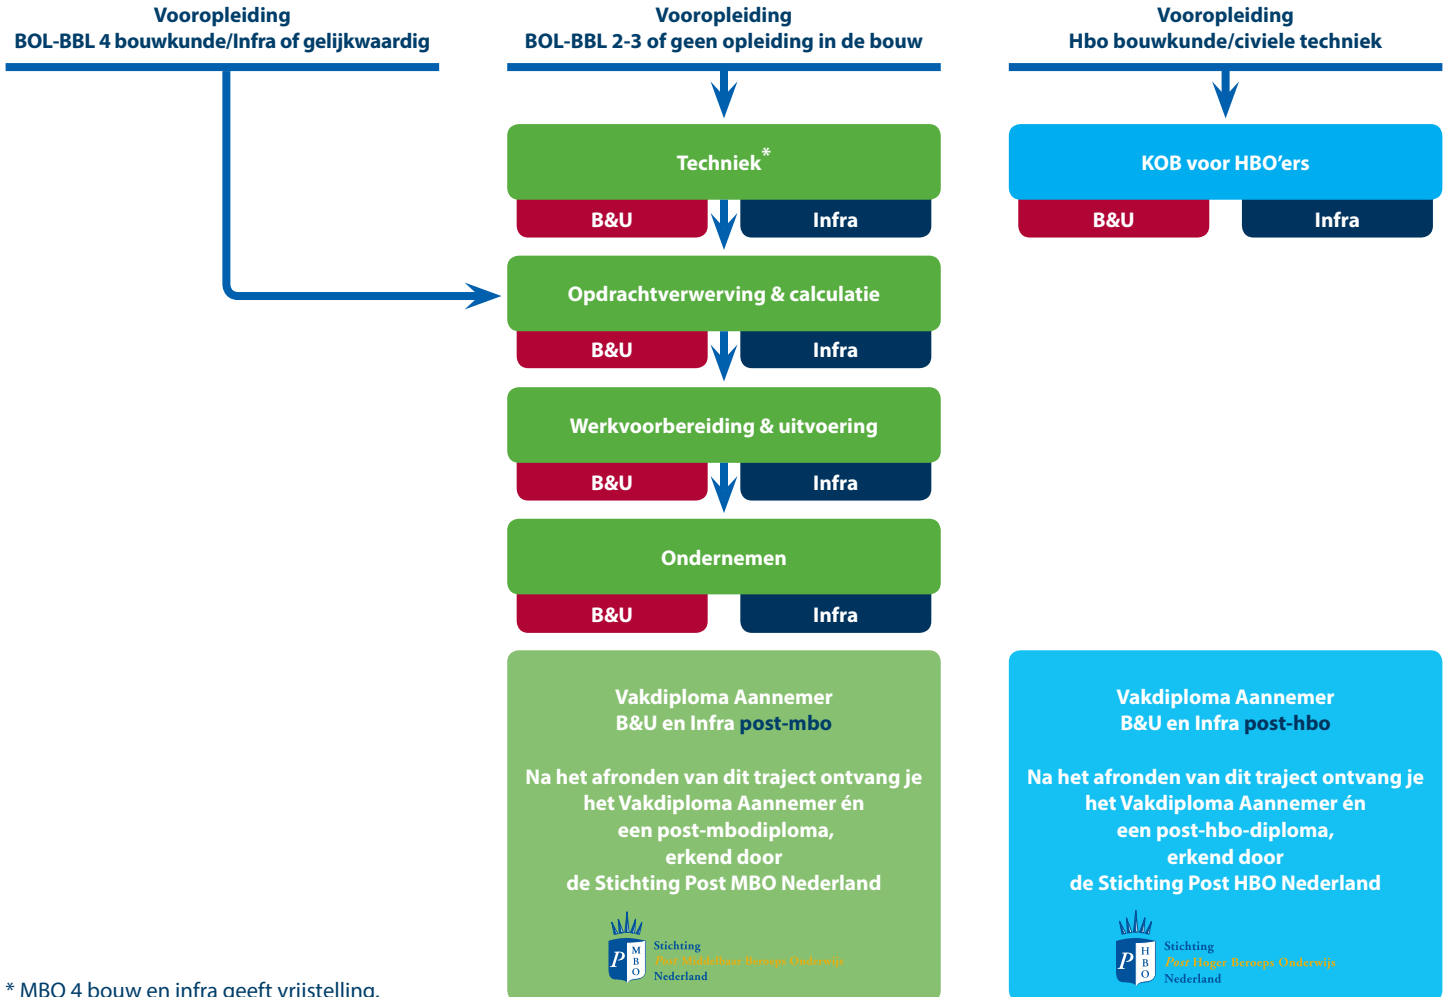 Vooropleiding
BOL-BBL 4 bouwkunde/Infra of gelijkwaardig
Vooropleiding
BOL-BBL 2-3 of geen opleiding in de bouw
Vooropleiding
Hbo bouwkunde/civiele techniek
Techniek*
B&U
Infra
Opdrachtverwerving & calculatie
B&U
Infra
Werkvoorbereiding & uitvoering
B&U
Infra
Ondernemen
B&U
Infra
Vakdiploma Aannemer
B&U en Infra post-mbo
Na het afronden van dit traject ontvang je
het Vakdiploma Aannemer én
een post-mbodiploma,
erkend door
de Stichting Post MBO Nederland
P MBO
Stichting
Post Middelbaar Beroeps Onderwijs
Nederland
KOB voor HBO’ers
B&U
Infra
Vakdiploma Aannemer
B&U en Infra post-hbo
Na het afronden van dit traject ontvang je
het Vakdiploma Aannemer én
een post-hbo-diploma,
erkend door
de Stichting Post HBO Nederland
P HBO
Stichting
Post Hoger Beroeps Onderwijs
Nederland
* MBO 4 bouw en infra geeft vrijstelling.